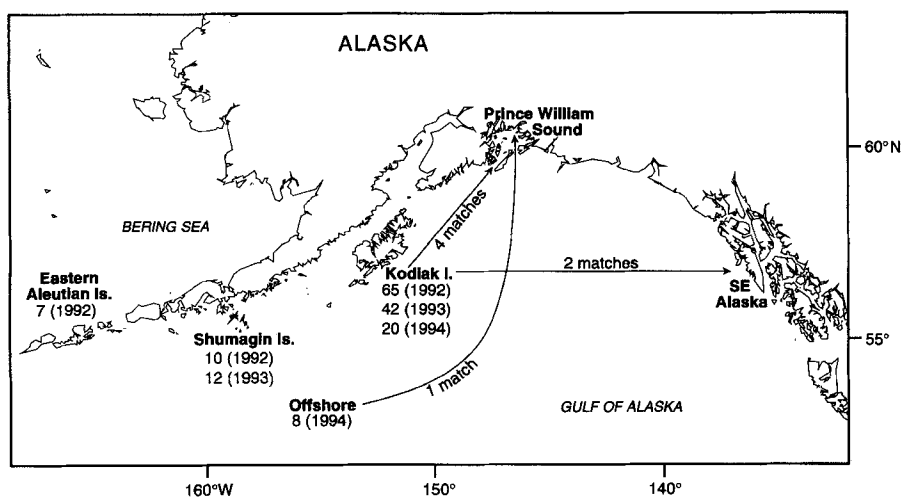 ALASKA
Prince William
Sound
60°N
BERING SEA
4 matches
Kodiak I.
65 (1992)
42 (1993)
20 (1994)
2 matches
SE
Alaska
Eastern
Aleutian Is.
7 (1992)
Shumagin Is.
10 (1992)
12 (1993)
55°
1 match
Offshore
8 (1994)
GULF OF ALASKA
160°W
150°
140°